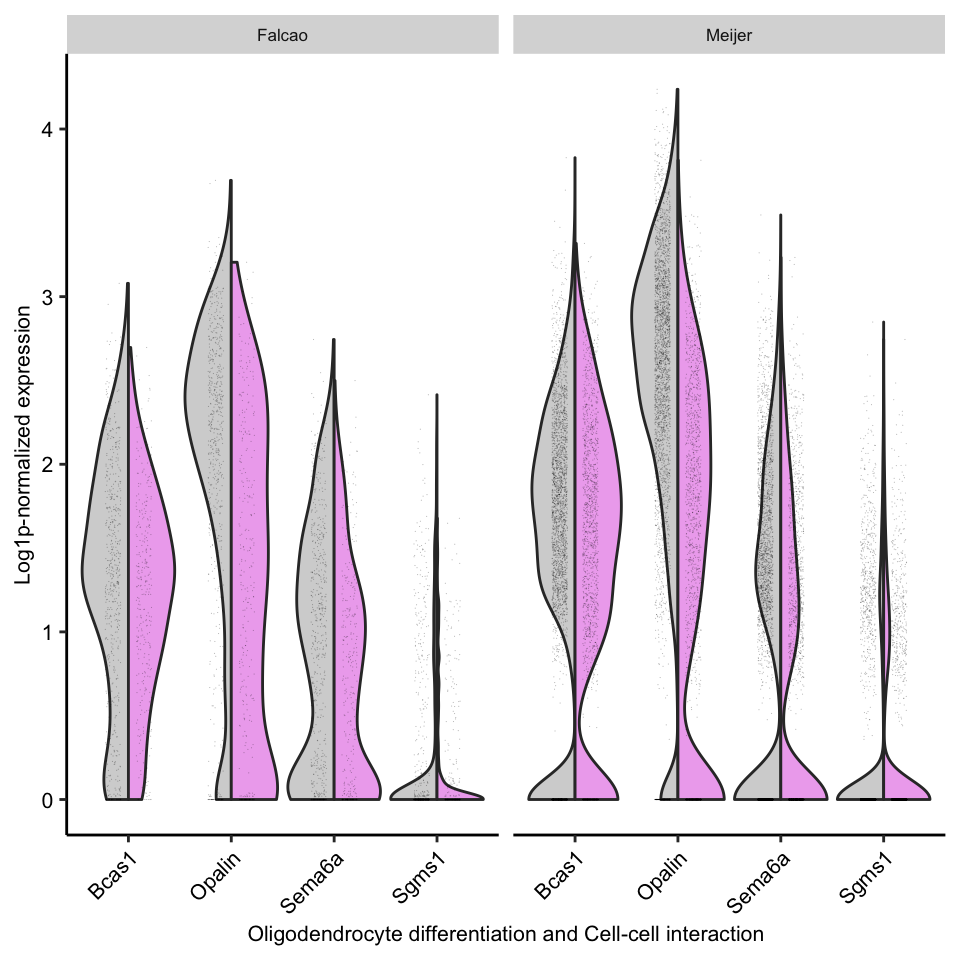 Falcao
Meijer
Log1p-normalized expression
4
3
2
1
0
Bcas1
Opalin
Sema6a
Sgms1
Bcas1
Opalin
Sema6a
Sgms1
Oligodendrocyte differentiation and Cell-cell interaction